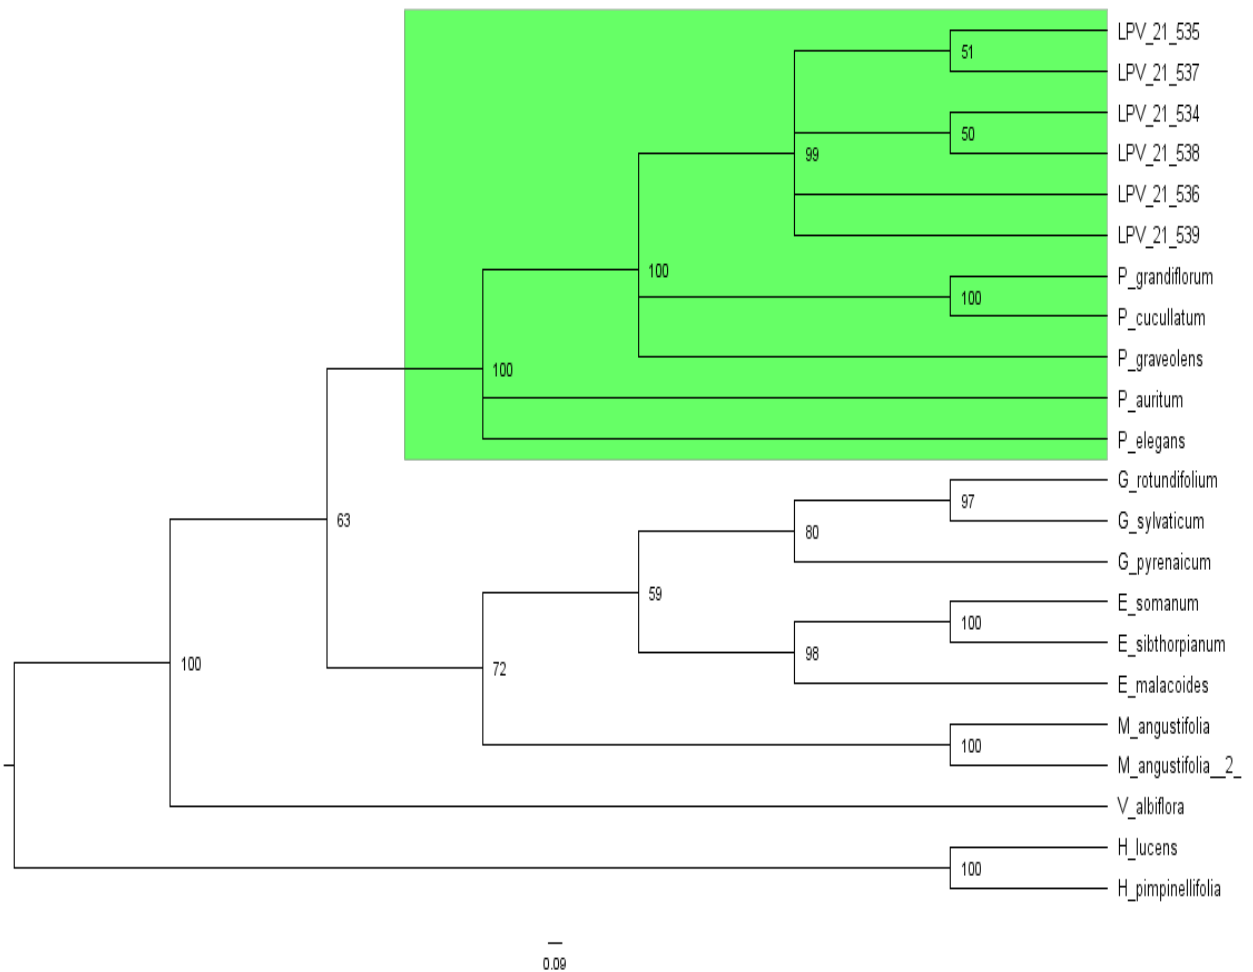 LPV_21_535
51
LPV_21_537
LPV_21_534
50
LPV_21_538
99
LPV_21_536
LPV_21_539
100
P_grandiflorum
100
P_cucullatum
P_graveolens
100
P_auritum
P_elegans
G_rotundifolium
97
G_sylvaticum
63
80
G_pyrenaicum
59
E_somanum
100
E_sibthorpianum
98
72
E_malacoides
100
M_angustifolia
100
M_angustifolia__2_
V_albiflora
H_lucens
100
H_pimpinellifolia
0.09